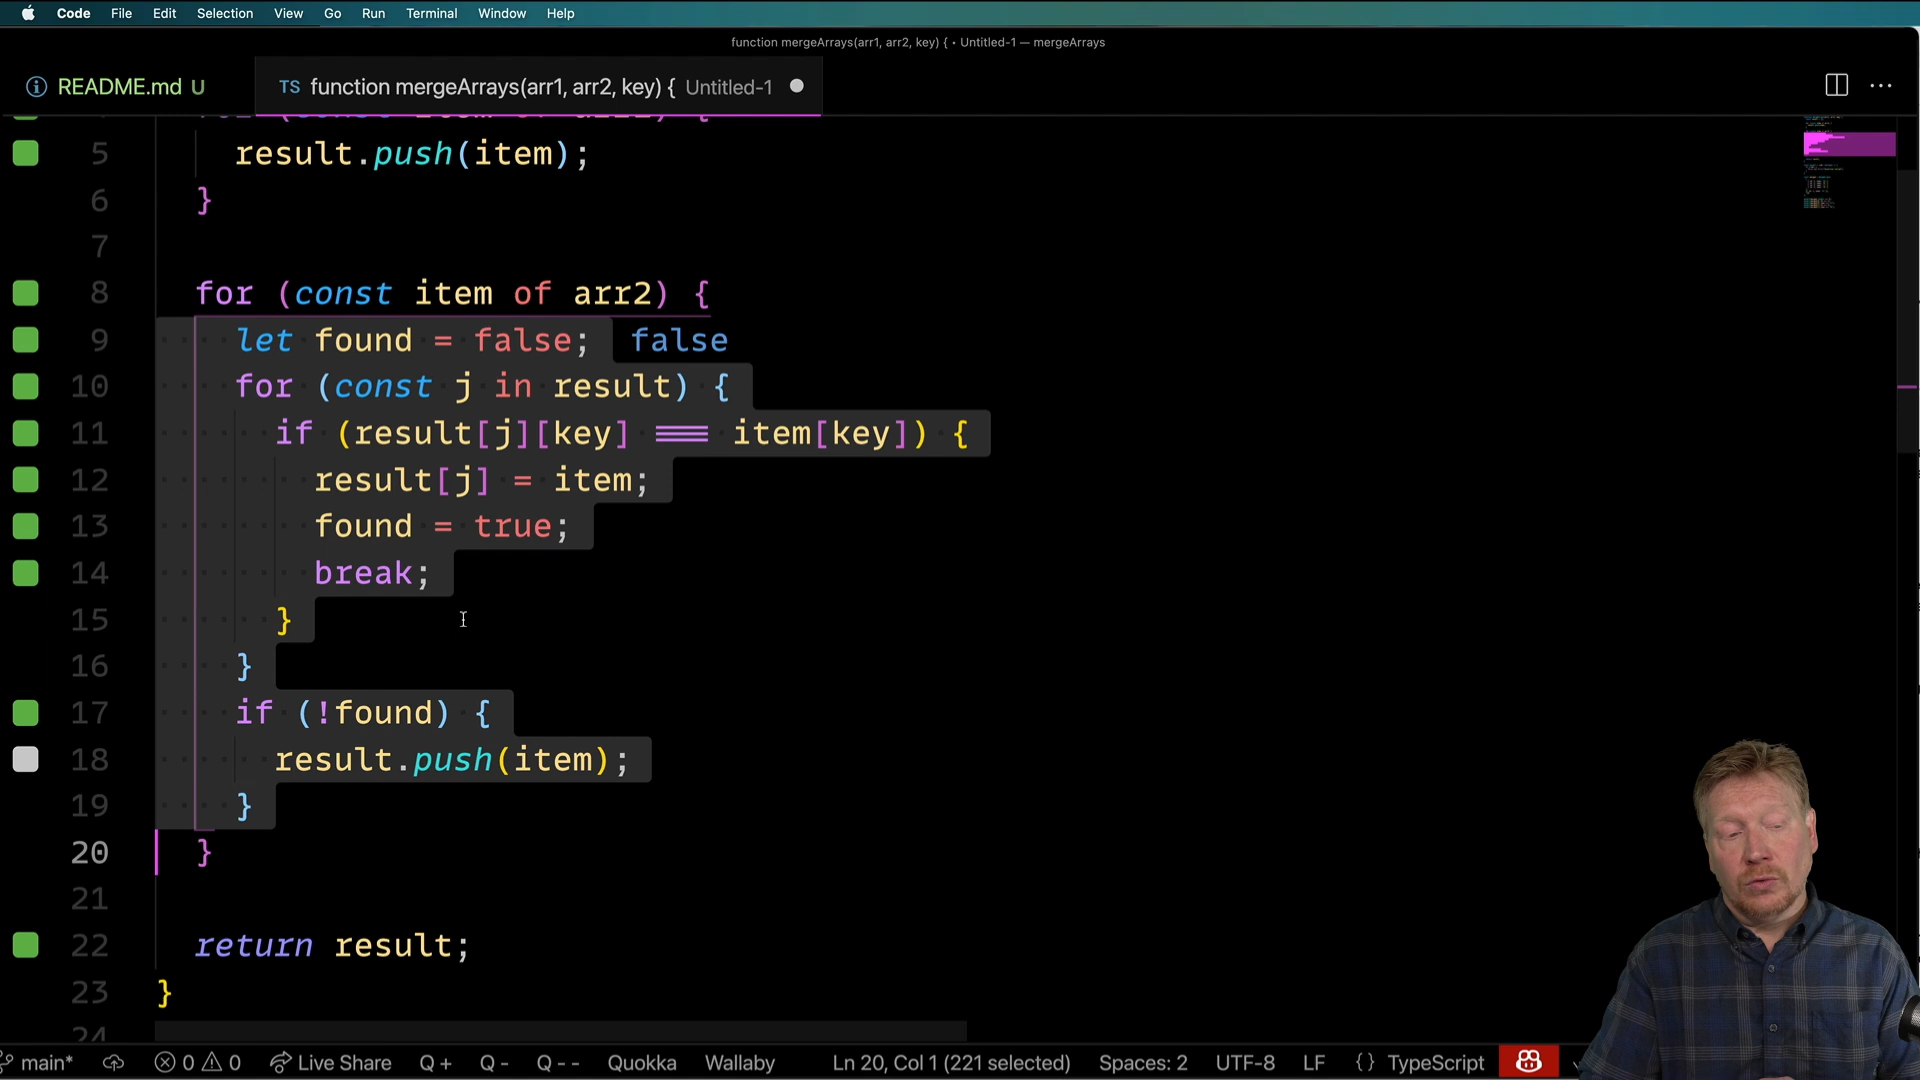 Code File Edit Selection View Go Run Terminal Window Help
function mergeArrays(arr1, arr2, key) { • Untitled-1 — mergeArrays
README.md U
TS function mergeArrays(arr1, arr2, key) { Untitled-1
5 result.push(item);
6 }
7
8 for (const item of arr2) {
9 let found = false; false
10 for (const j in result) {
11 if (result[j][key] === item[key]) {
12 result[j] = item;
13 found = true;
14 break;
15 }
16 }
17 if (!found) {
18 result.push(item);
19 }
20 }
21
22 return result;
23 }
24
main* 0 0 Live Share Q + Q - Q - - Quokka Wallaby Ln 20, Col 1 (221 selected) Spaces: 2 UTF-8 LF {} TypeScript